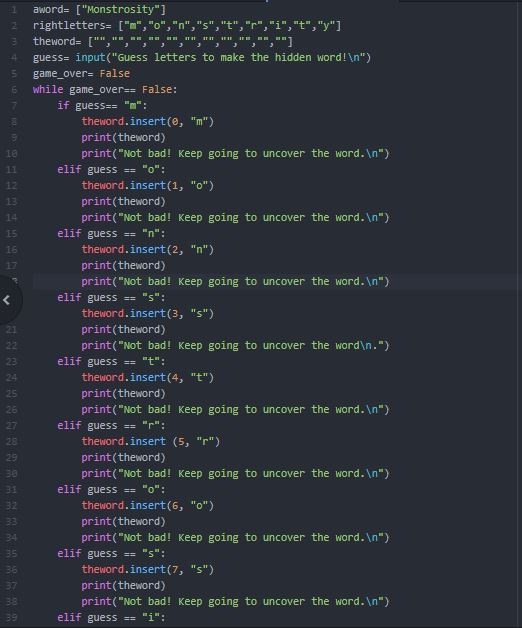 1 aword= ["Monstrosity"]
2 rightletters= ["m","o","n","s","t","r","i","t","y"]
3 theword= ["","","","","","","","","","",""]
4 guess= input("Guess letters to make the hidden word!\n")
5 game_over= False
6 while game_over== False:
7 if guess== "m":
8 theword.insert(0, "m")
9 print(theword)
10 print("Not bad! Keep going to uncover the word.\n")
11 elif guess == "o":
12 theword.insert(1, "o")
13 print(theword)
14 print("Not bad! Keep going to uncover the word.\n")
15 elif guess == "n":
16 theword.insert(2, "n")
17 print(theword)
print("Not bad! Keep going to uncover the word.\n")
elif guess == "s":
theword.insert(3, "s")
21 print(theword)
22 print("Not bad! Keep going to uncover the word\n.")
23 elif guess == "t":
24 theword.insert(4, "t")
25 print(theword)
26 print("Not bad! Keep going to uncover the word.\n")
27 elif guess == "r":
28 theword.insert (5, "r")
29 print(theword)
30 print("Not bad! Keep going to uncover the word.\n")
31 elif guess == "o":
32 theword.insert(6, "o")
33 print(theword)
34 print("Not bad! Keep going to uncover the word.\n")
35 elif guess == "s":
36 theword.insert(7, "s")
37 print(theword)
38 print("Not bad! Keep going to uncover the word.\n")
39 elif guess == "i":